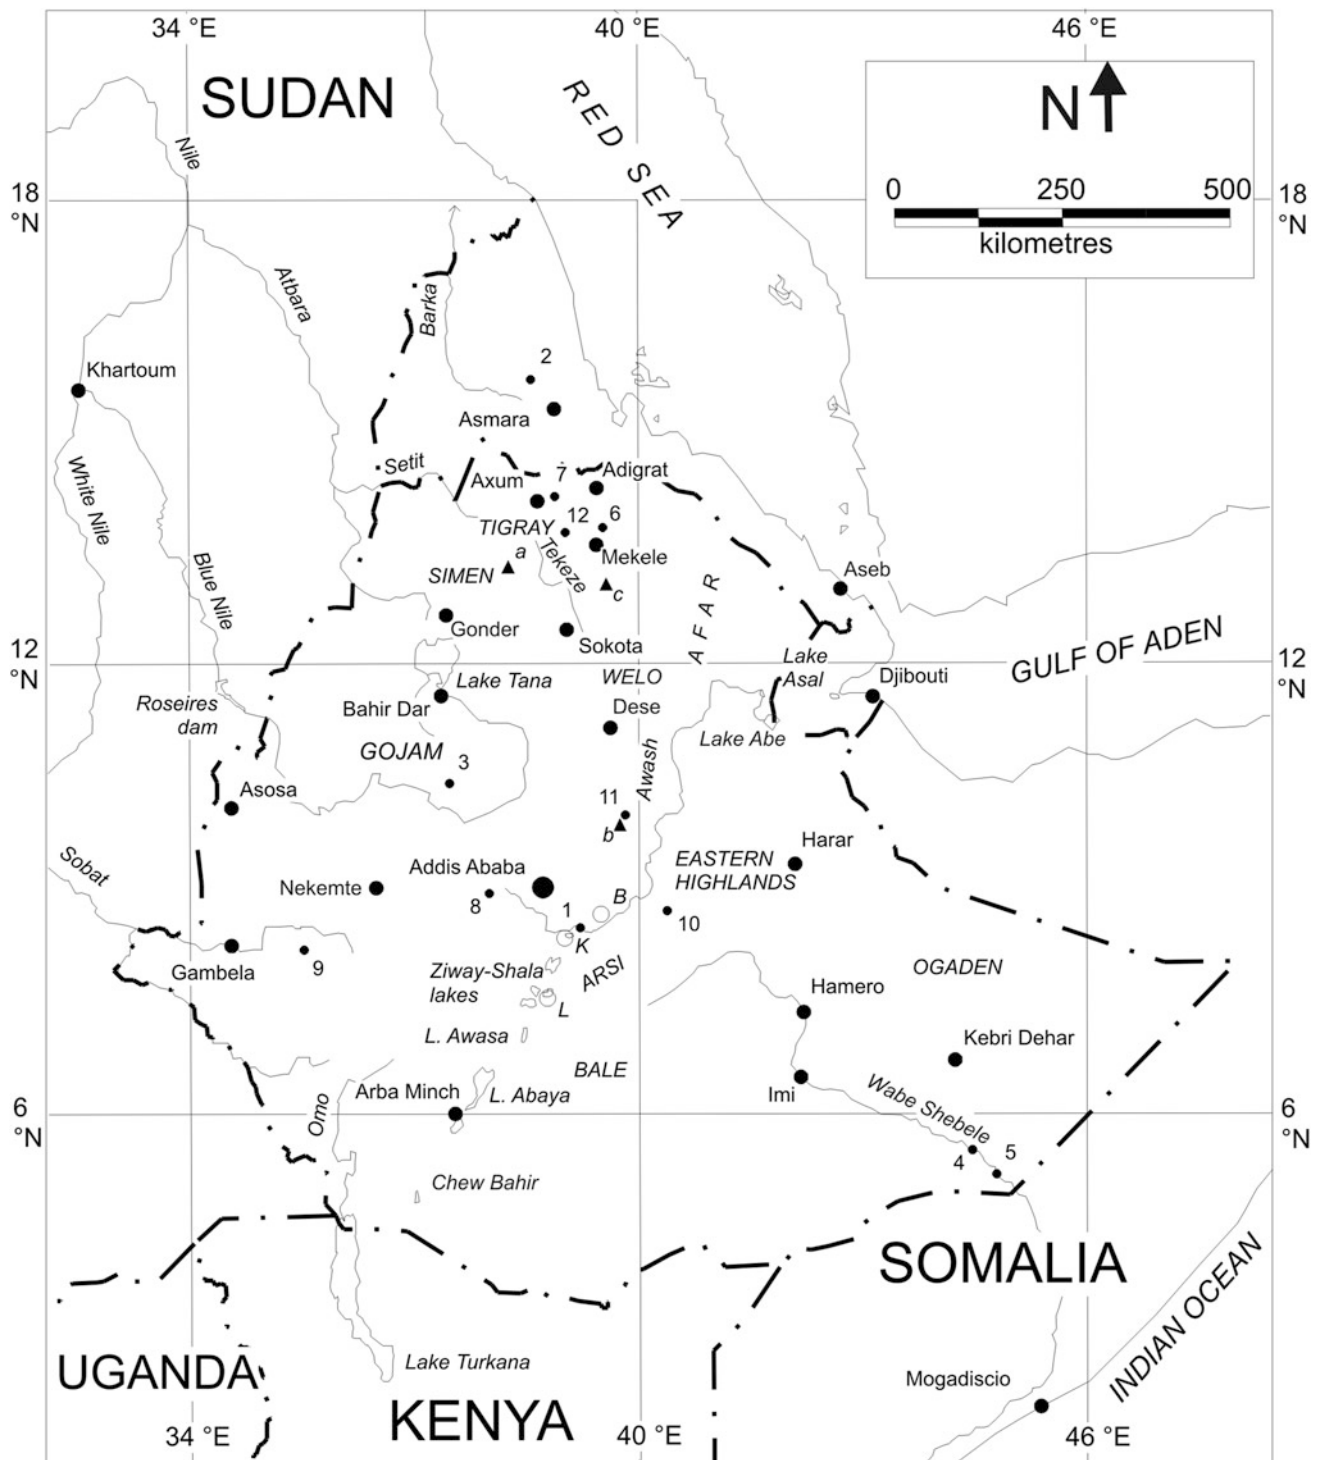 34 °E
40 °E
46 °E
SUDAN
RED SEA
N
0
250
500
kilometres
18
°N
18
°N
Nile
Atbara
Barka
Khartoum
2
Asmara
White Nile
Setit
Axum
7
Adigrat
TIGRAY
12
6
Blue Nile
a
Tekeze
Mekele
SIMEN
c
AFAR
Aseb
Gonder
Sokota
12
°N
GULF OF ADEN
12
°N
Lake
Asal
WELO
Lake Tana
Djibouti
Roseires
dam
Bahir Dar
Dese
Lake Abe
GOJAM
3
Awash
Asosa
11
b
Harar
Sobat
Addis Ababa
EASTERN
HIGHLANDS
Nekemte
8
1
B
10
K
Gambela
9
Ziway-Shala
lakes
ARSI
OGADEN
L
Hamero
L. Awasa
Kebri Dehar
BALE
Arba Minch
L. Abaya
Imi
Wabe Shebele
6
°N
Omo
6
°N
4
5
Chew Bahir
SOMALIA
INDIAN OCEAN
UGANDA
Lake Turkana
Mogadiscio
KENYA
34 °E
40 °E
46 °E